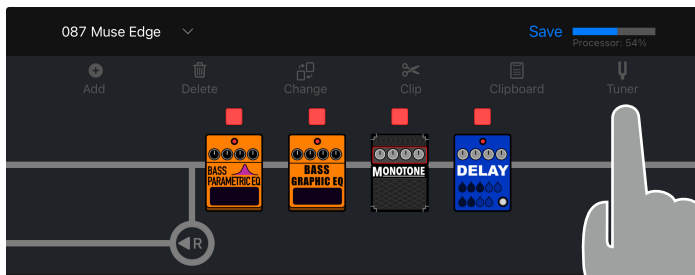 087 Muse Edge
Save
Processor: 54%
Add
Delete
Change
Clip
Clipboard
Tuner
BASS
PARAMETRIC EQ
BASS
GRAPHIC EQ
MONOTONE
DELAY
R